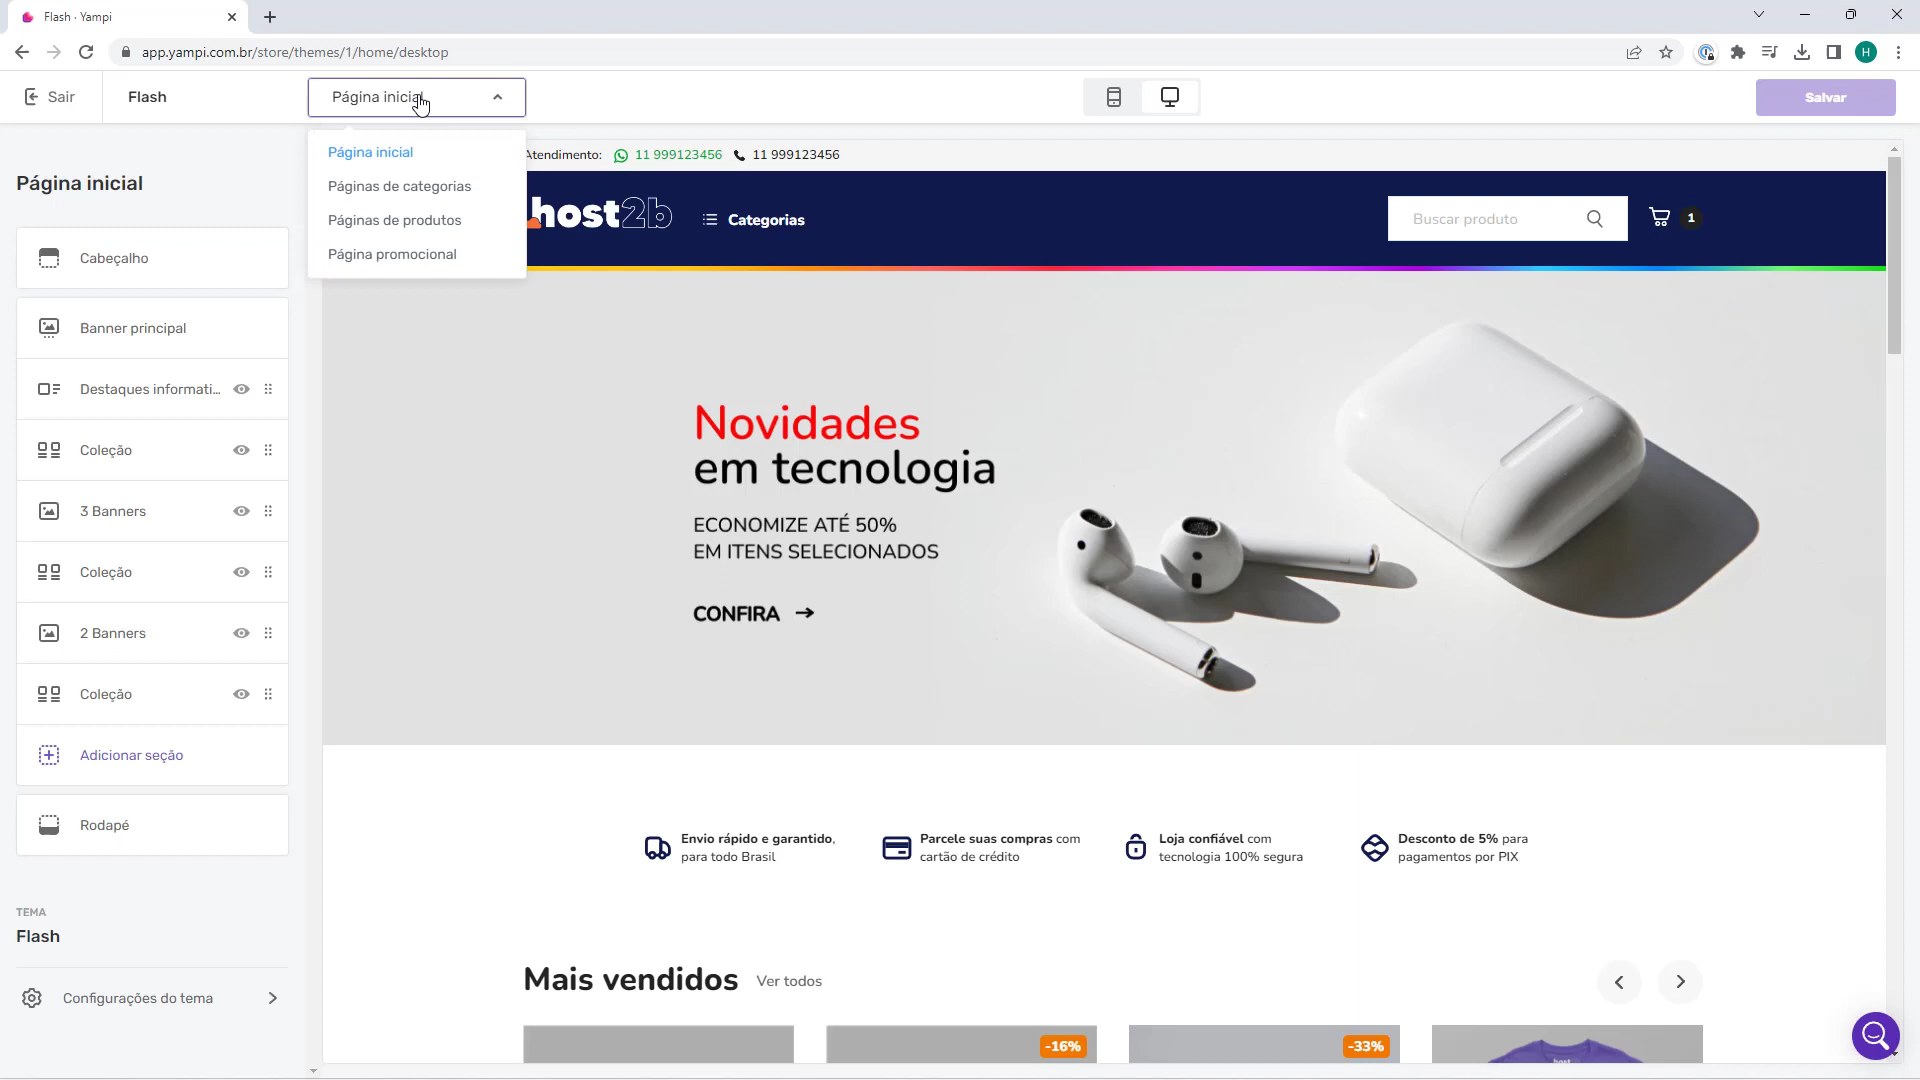 Flash · Yampi
app.yampi.com.br/store/themes/1/home/desktop
H
Sair
Flash
Página inicial
Salvar
Página inicial
Páginas de categorias
Páginas de produtos
Página promocional
Atendimento: 11 999123456 11 999123456
host2b
Categorias
Buscar produto
1
Página inicial
Cabeçalho
Banner principal
Destaques informati...
Coleção
3 Banners
Coleção
2 Banners
Coleção
Adicionar seção
Rodapé
TEMA
Flash
Configurações do tema
Novidades
em tecnologia
ECONOMIZE ATÉ 50%
EM ITENS SELECIONADOS
CONFIRA
Envio rápido e garantido,
para todo Brasil
Parcele suas compras com
cartão de crédito
Loja confiável com
tecnologia 100% segura
Desconto de 5% para
pagamentos por PIX
Mais vendidos Ver todos
-16%
-33%
host